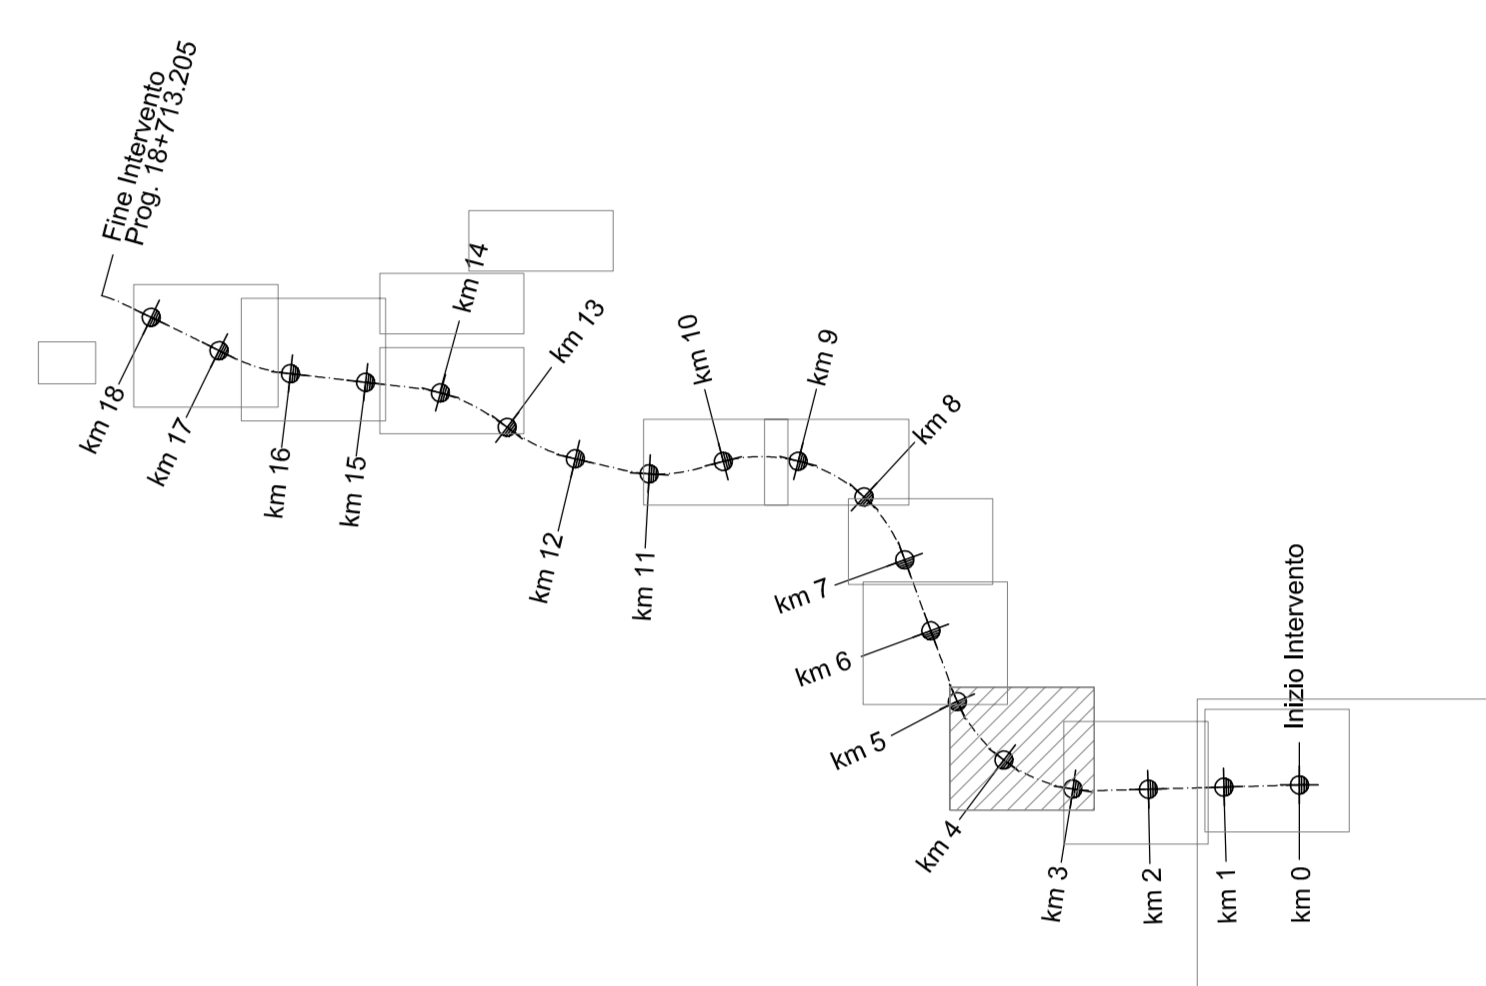 Fine Intervento
Prog. 18+713.205
km 18
km 17
km 16
km 15
km 14
km 13
km 12
km 11
km 10
km 9
km 8
km 7
km 6
km 5
km 4
km 3
km 2
km 1
km 0
Inizio Intervento